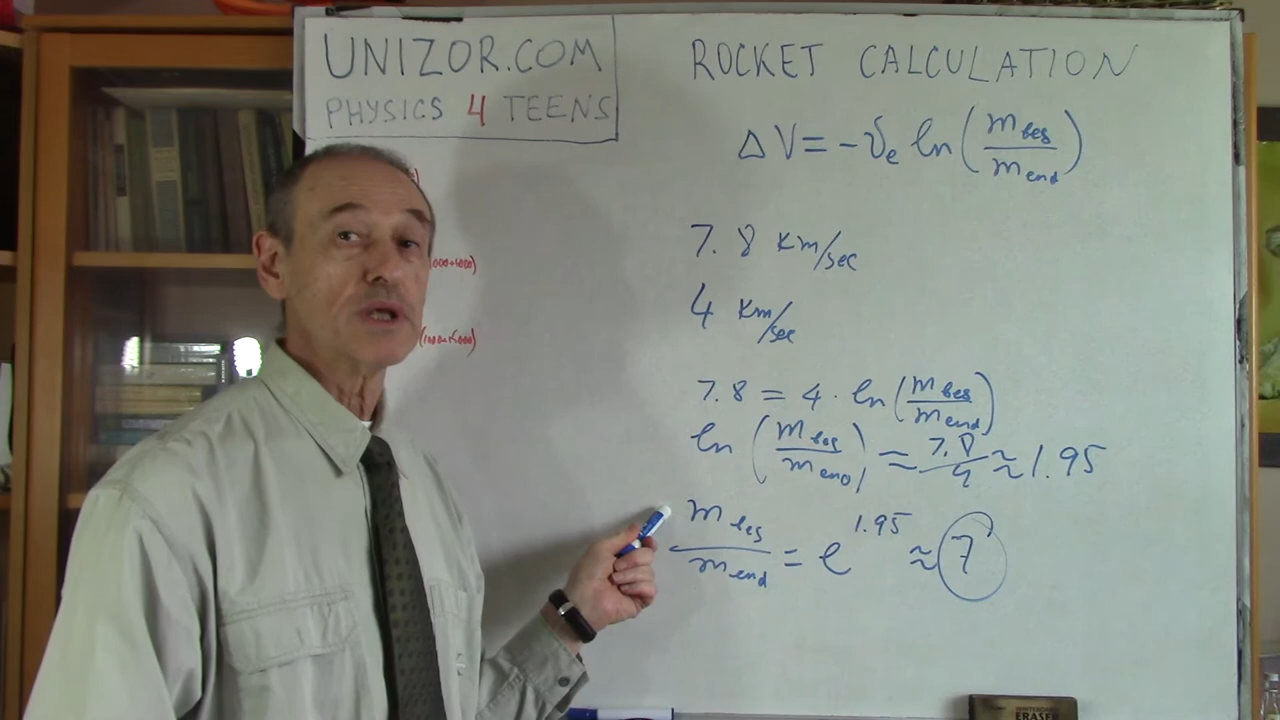 UNIZOR.COM
PHYSICS 4 TEENS
ROCKET CALCULATION
ΔV = -v_e ln(m_beg/m_end)
7.8 km/sec
4 km/sec
7.8 = 4 · ln(m_beg/m_end)
ln(m_beg/m_end) = 7.8/4 ≈ 1.95
m_beg/m_end = e^1.95 ≈ 7
ERASER